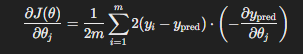 ∂J(θ)/∂θ_j = 1/(2m) ∑_{i=1}^{m} 2(y_i − y_pred) · (−∂y_pred/∂θ_j)